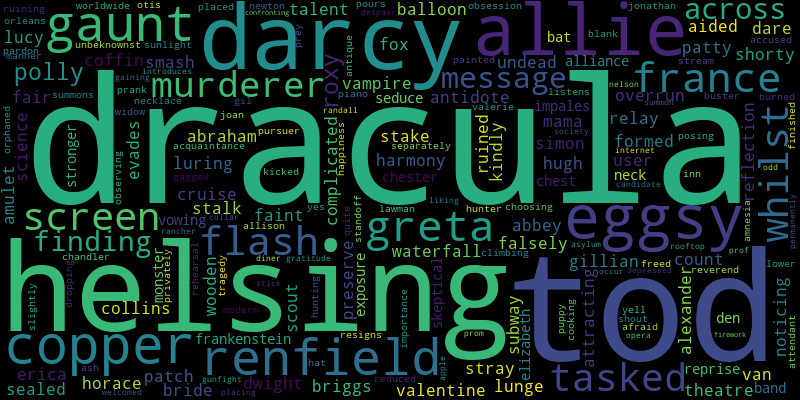 ruining worldwide otis placed newton obsession pours jonathan
orleans gaunt talent balloon across
lucy darcy allie despair confronting
pardon unbeknownst sunlight prey fox bat blank aided dare accused
manner coffin smash antique undead alliance patty
polly prank murderer roxy message painted france stream shorty
gaining introduces vampire listens nelson buster burned
fair summons necklace piano seduce antidote valerie impales overrun summon
science widow gil randall mama society relay finished
orphaned stronger evades joan stake ruined kindly simon formed posing whilst
dracula
amulet abraham pursuer happiness separately internet user reflection odd
acquaintance complicated harmony hugh candidate inn
observing luring kicked gagged chester chest neck amnesia
cruise liking
screen vowing stalk collar yes lawman hunter choosing eggsy
rancher faint standoff quite greta abbey permanently
finding allison flash climbing falsely asylum rooftop prof
chandler rehearsal diner gratitude waterfall gillian count lower
helsing tod
monster privately wooden tragedy preserve exposure skeptical freed reverend
dropping stick hunting occur depressed noticing
slightly collins modern scout importance subway attracting alexander den
copper frankenstein resigns prom puppy cooking yell shout afraid opera firework attendant
renfield hat elizabeth
erica ash patch gunfight apple stray tasked reprise van
sealed horace bride dwight briggs reduced valentine lunge theatre band
welcomed placing